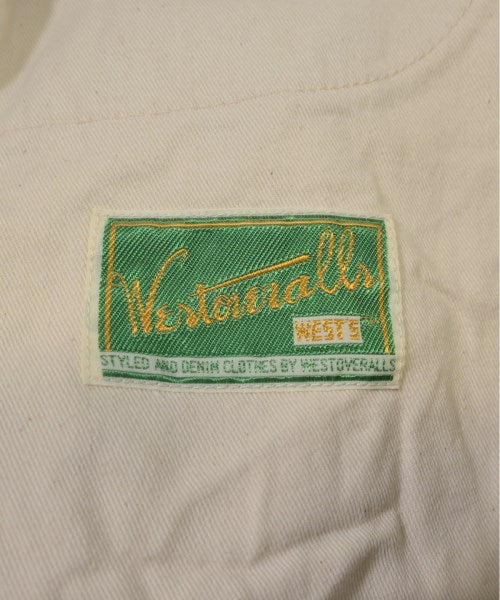 Westoveralls
WEST'S
STYLED AND DENIM CLOTHES BY WESTOVERALLS